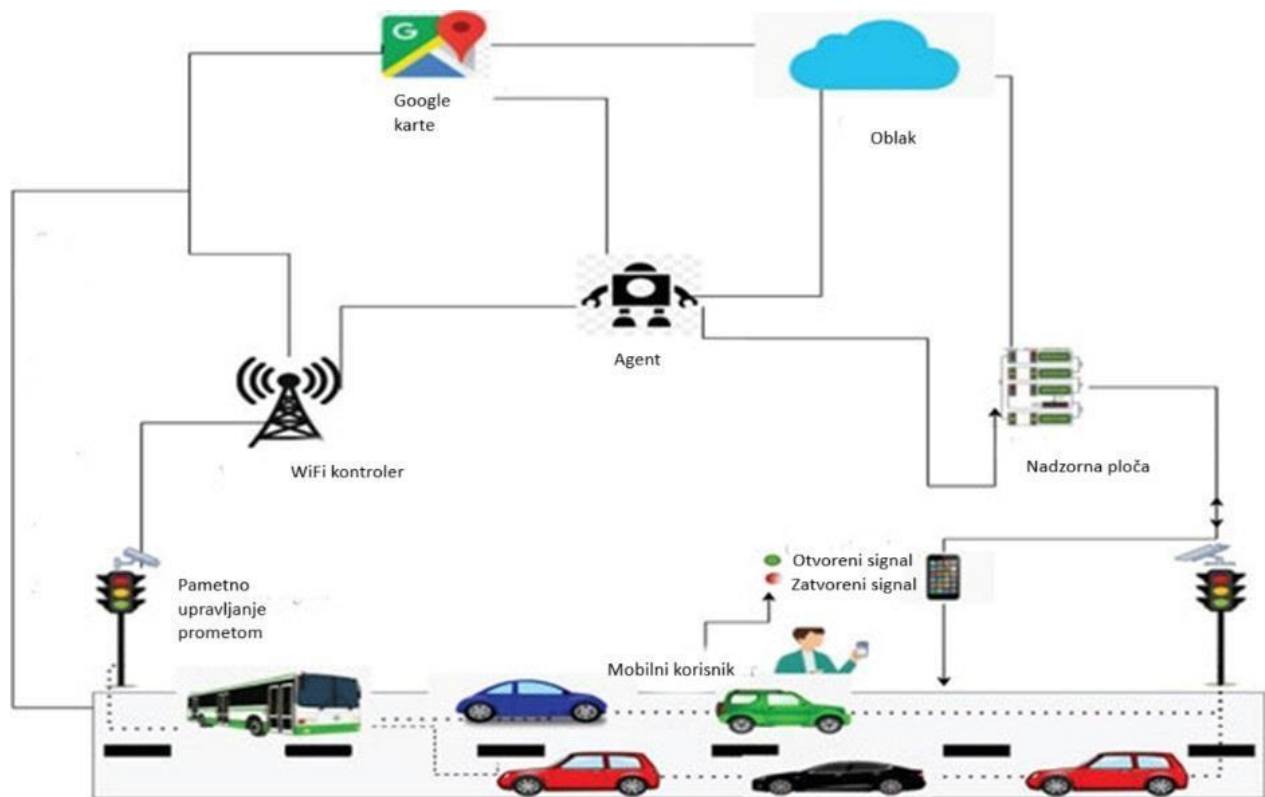 G
Google
karte
Oblak
Agent
WiFi kontroler
Nadzorna ploča
Otvoreni signal
Zatvoreni signal
Pametno
upravljanje
prometom
Mobilni korisnik